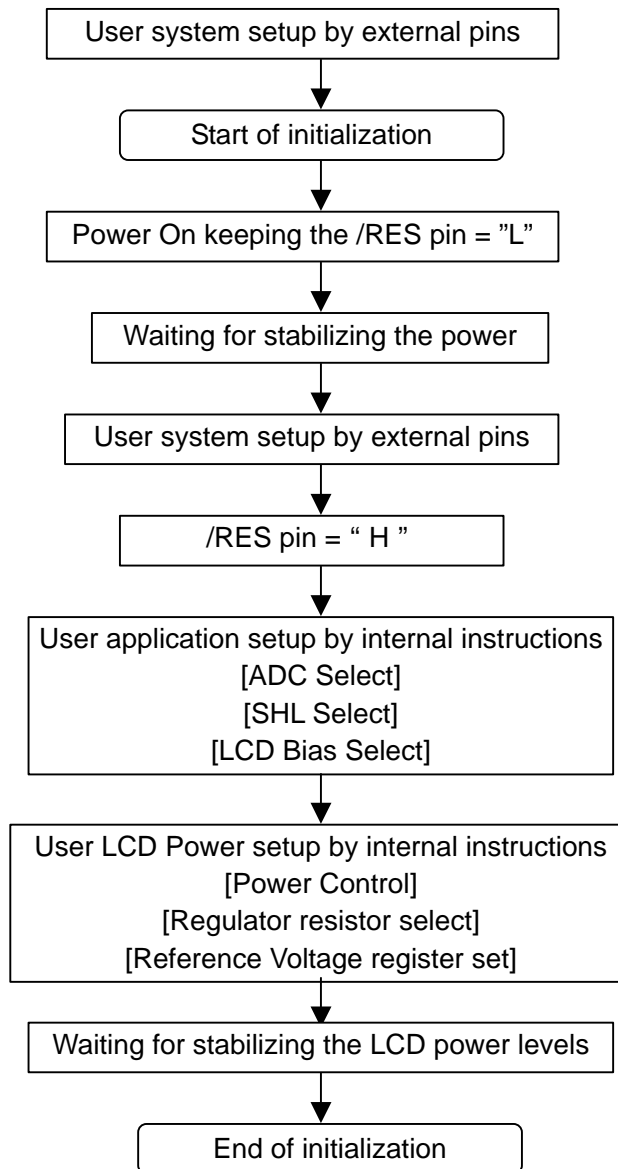 User system setup by external pins
Start of initialization
Power On keeping the /RES pin = ”L”
Waiting for stabilizing the power
User system setup by external pins
/RES pin = “ H ”
User application setup by internal instructions
[ADC Select]
[SHL Select]
[LCD Bias Select]
User LCD Power setup by internal instructions
[Power Control]
[Regulator resistor select]
[Reference Voltage register set]
Waiting for stabilizing the LCD power levels
End of initialization